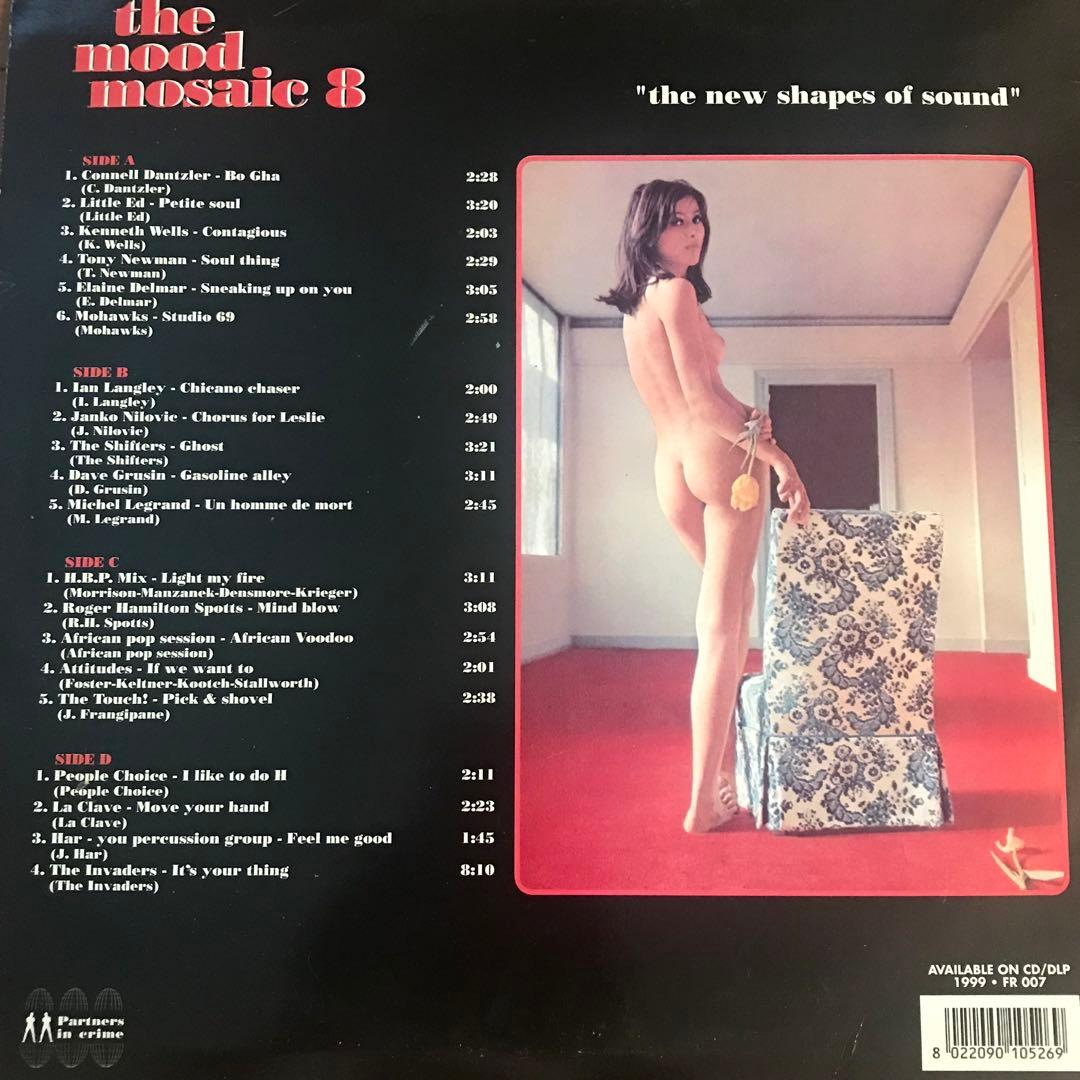 the
mood
mosaic 8
"the new shapes of sound"
SIDE A
1. Connell Dantzler - Bo Gha 2:28
(C. Dantzler)
2. Little Ed - Petite soul 3:20
(Little Ed)
3. Kenneth Wells - Contagious 2:03
(K. Wells)
4. Tony Newman - Soul thing 2:29
(T. Newman)
5. Elaine Delmar - Sneaking up on you 3:05
(E. Delmar)
6. Mohawks - Studio 69 2:58
(Mohawks)
SIDE B
1. Ian Langley - Chicano chaser 2:00
(I. Langley)
2. Janko Nilovic - Chorus for Leslie 2:49
(J. Nilovic)
3. The Shifters - Ghost 3:21
(The Shifters)
4. Dave Grusin - Gasoline alley 3:11
(D. Grusin)
5. Michel Legrand - Un homme de mort 2:45
(M. Legrand)
SIDE C
1. H.B.P. Mix - Light my fire 3:11
(Morrison-Manzanek-Densmore-Krieger)
2. Roger Hamilton Spotts - Mind blow 3:08
(R.H. Spotts)
3. African pop session - African Voodoo 2:54
(African pop session)
4. Attitudes - If we want to 2:01
(Foster-Keltner-Kootch-Stallworth)
5. The Touch! - Pick & shovel 2:38
(J. Frangipane)
SIDE D
1. People Choice - I like to do H 2:11
(People Choice)
2. La Clave - Move your hand 2:23
(La Clave)
3. Har - you percussion group - Feel me good 1:45
(J. Har)
4. The Invaders - It's your thing 8:10
(The Invaders)
Partners
in crime
AVAILABLE ON CD/DLP
1999 • FR 007
8 022090 105269